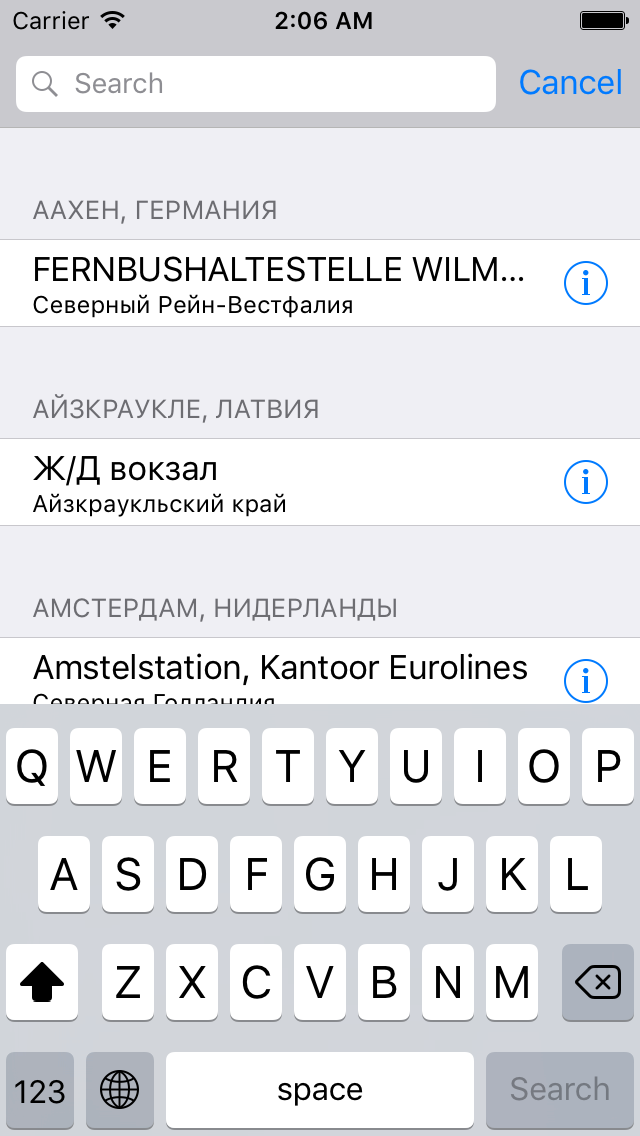 Carrier 2:06 AM
Search Cancel
ААХЕН, ГЕРМАНИЯ
FERNBUSHALTESTELLE WILM...
Северный Рейн-Вестфалия
АЙЗКРАУКЛЕ, ЛАТВИЯ
Ж/Д вокзал
Айзкраукльский край
АМСТЕРДАМ, НИДЕРЛАНДЫ
Amstelstation, Kantoor Eurolines
Северная Голландия
Q W E R T Y U I O P
A S D F G H J K L
Z X C V B N M
123 space Search